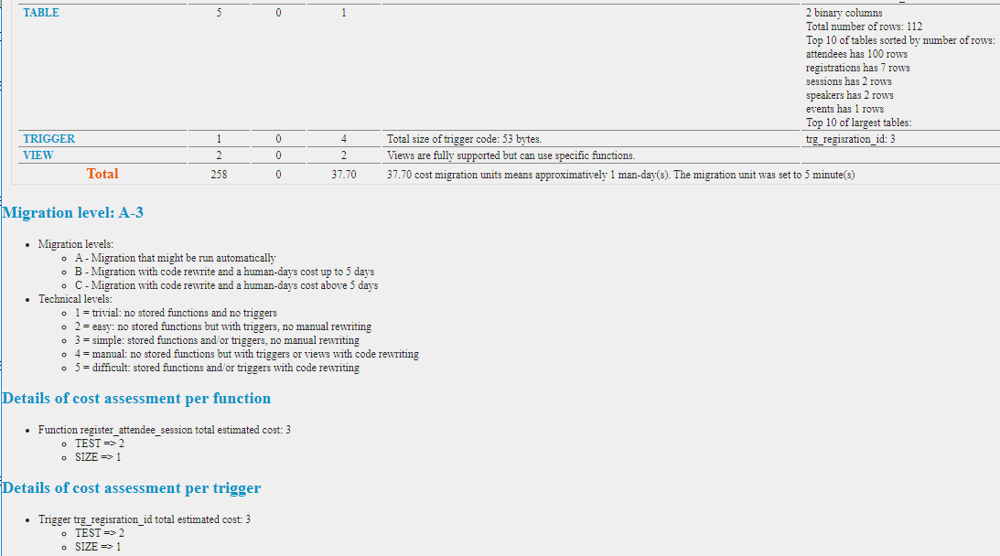 TABLE 5 0 1 2 binary columns
Total number of rows: 112
Top 10 of tables sorted by number of rows:
attendees has 100 rows
registrations has 7 rows
sessions has 2 rows
speakers has 2 rows
events has 1 rows
Top 10 of largest tables:
TRIGGER 1 0 4 Total size of trigger code: 53 bytes. trg_regisration_id: 3
VIEW 2 0 2 Views are fully supported but can use specific functions.
Total 258 0 37.70 37.70 cost migration units means approximatively 1 man-day(s). The migration unit was set to 5 minute(s)
Migration level: A-3
• Migration levels:
◦ A - Migration that might be run automatically
◦ B - Migration with code rewrite and a human-days cost up to 5 days
◦ C - Migration with code rewrite and a human-days cost above 5 days
• Technical levels:
◦ 1 = trivial: no stored functions and no triggers
◦ 2 = easy: no stored functions but with triggers, no manual rewriting
◦ 3 = simple: stored functions and/or triggers, no manual rewriting
◦ 4 = manual: no stored functions but with triggers or views with code rewriting
◦ 5 = difficult: stored functions and/or triggers with code rewriting
Details of cost assessment per function
• Function register_attendee_session total estimated cost: 3
◦ TEST => 2
◦ SIZE => 1
Details of cost assessment per trigger
• Trigger trg_regisration_id total estimated cost: 3
◦ TEST => 2
◦ SIZE => 1